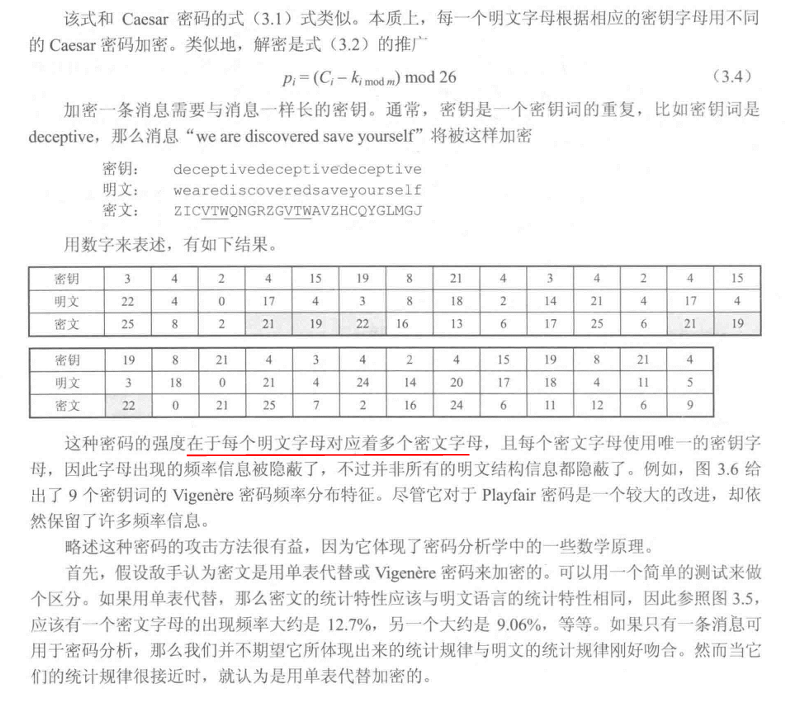 该式和 Caesar 密码的式（3.1）式类似。本质上，每一个明文字母根据相应的密钥字母用不同
的 Caesar 密码加密。类似地，解密是式（3.2）的推广
pᵢ = (Cᵢ – kᵢ mod m) mod 26 （3.4）
加密一条消息需要与消息一样长的密钥。通常，密钥是一个密钥词的重复，比如密钥词是
deceptive，那么消息“we are discovered save yourself”将被这样加密
密钥： deceptivedeceptivedeceptive
明文： wearediscoveredsaveyourself
密文： ZICVTWQNGRZGVTWAVZHCQYGLMGJ
用数字来表述，有如下结果。
密钥 3 4 2 4 15 19 8 21 4 3 4 2 4 15
明文 22 4 0 17 4 3 8 18 2 14 21 4 17 4
密文 25 8 2 21 19 22 16 13 6 17 25 6 21 19
密钥 19 8 21 4 3 4 2 4 15 19 8 21 4
明文 3 18 0 21 4 24 14 20 17 18 4 11 5
密文 22 0 21 25 7 2 16 24 6 11 12 6 9
这种密码的强度在于每个明文字母对应着多个密文字母，且每个密文字母使用唯一的密钥字
母，因此字母出现的频率信息被隐蔽了，不过并非所有的明文结构信息都隐蔽了。例如，图 3.6 给
出了 9 个密钥词的 Vigenère 密码频率分布特征。尽管它对于 Playfair 密码是一个较大的改进，却依
然保留了许多频率信息。
略述这种密码的攻击方法很有益，因为它体现了密码分析学中的一些数学原理。
首先，假设敌手认为密文是用单表代替或 Vigenère 密码来加密的。可以用一个简单的测试来做
个区分。如果用单表代替，那么密文的统计特性应该与明文语言的统计特性相同，因此参照图 3.5，
应该有一个密文字母的出现频率大约是 12.7%，另一个大约是 9.06%，等等。如果只有一条消息可
用于密码分析，那么我们并不期望它所体现出来的统计规律与明文的统计规律刚好吻合。然而当它
们的统计规律很接近时，就认为是用单表代替加密的。